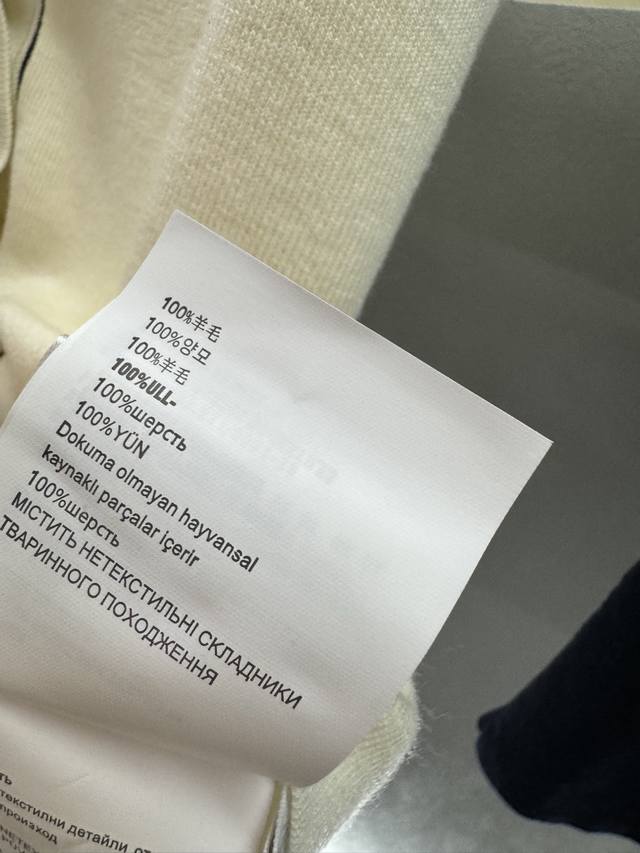 100%羊毛
100%양모
100%羊毛
100%ULL-
100%шерсть
100%YÜN
Dokuma olmayan hayvansal
kaynaklı parçalar içerir
100%шерсть
МІСТИТЬ НЕТЕКСТИЛЬНІ СКЛАДНИКИ
ТВАРИННОГО ПОХОДЖЕННЯ
детайли